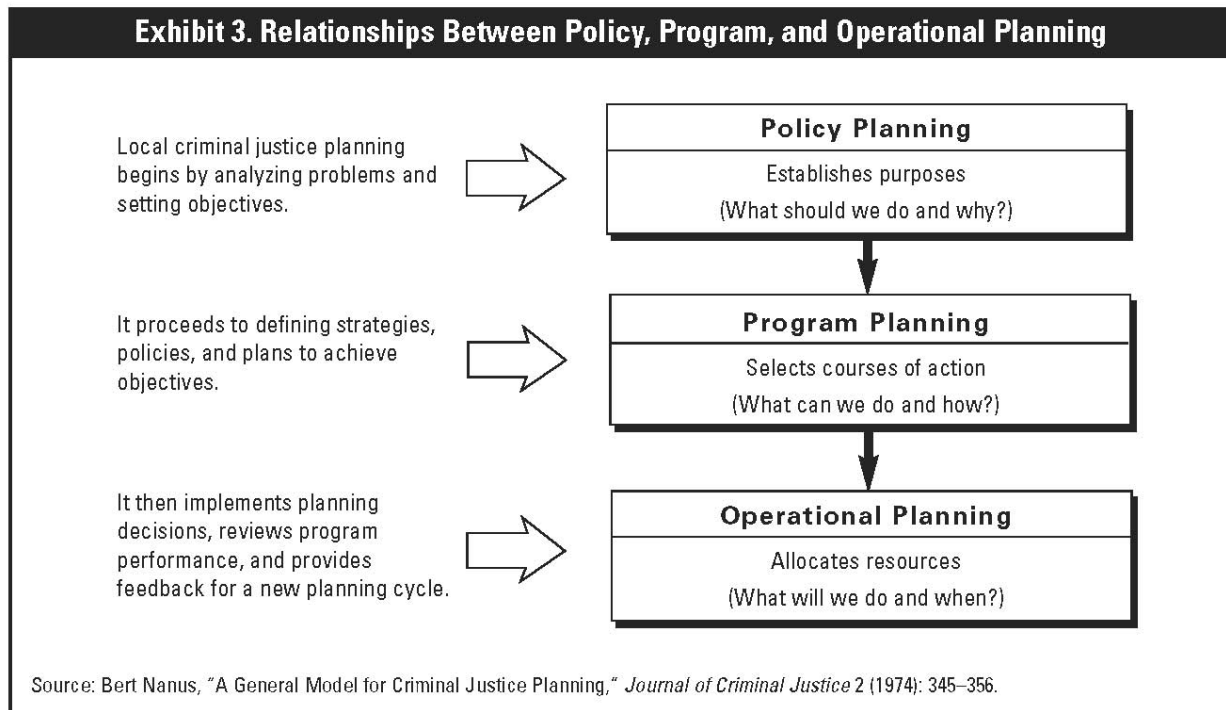 Exhibit 3. Relationships Between Policy, Program, and Operational Planning
Local criminal justice planning
begins by analyzing problems and
setting objectives.
Policy Planning
Establishes purposes
(What should we do and why?)
It proceeds to defining strategies,
policies, and plans to achieve
objectives.
Program Planning
Selects courses of action
(What can we do and how?)
It then implements planning
decisions, reviews program
performance, and provides
feedback for a new planning cycle.
Operational Planning
Allocates resources
(What will we do and when?)
Source: Bert Nanus, “A General Model for Criminal Justice Planning,“ Journal of Criminal Justice 2 (1974): 345–356.